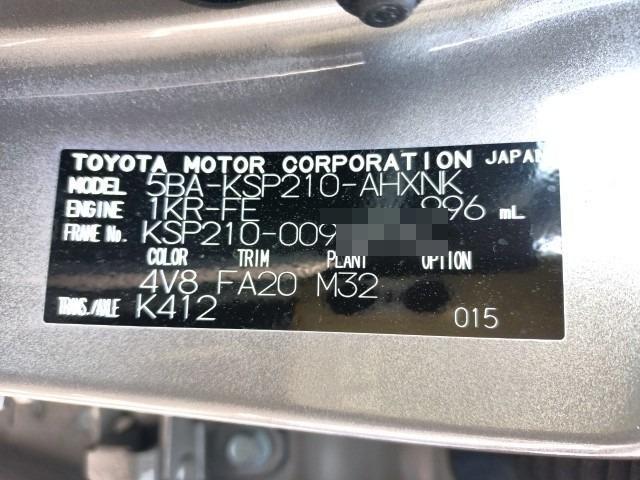 TOYOTA MOTOR CORPORATION JAPAN
MODEL 5BA-KSP210-AHXNK
ENGINE 1KR-FE 996 mL
FRAME No. KSP210-009
COLOR TRIM PLANT OPTION
4V8 FA20 M32
TRANS./AXLE K412 015